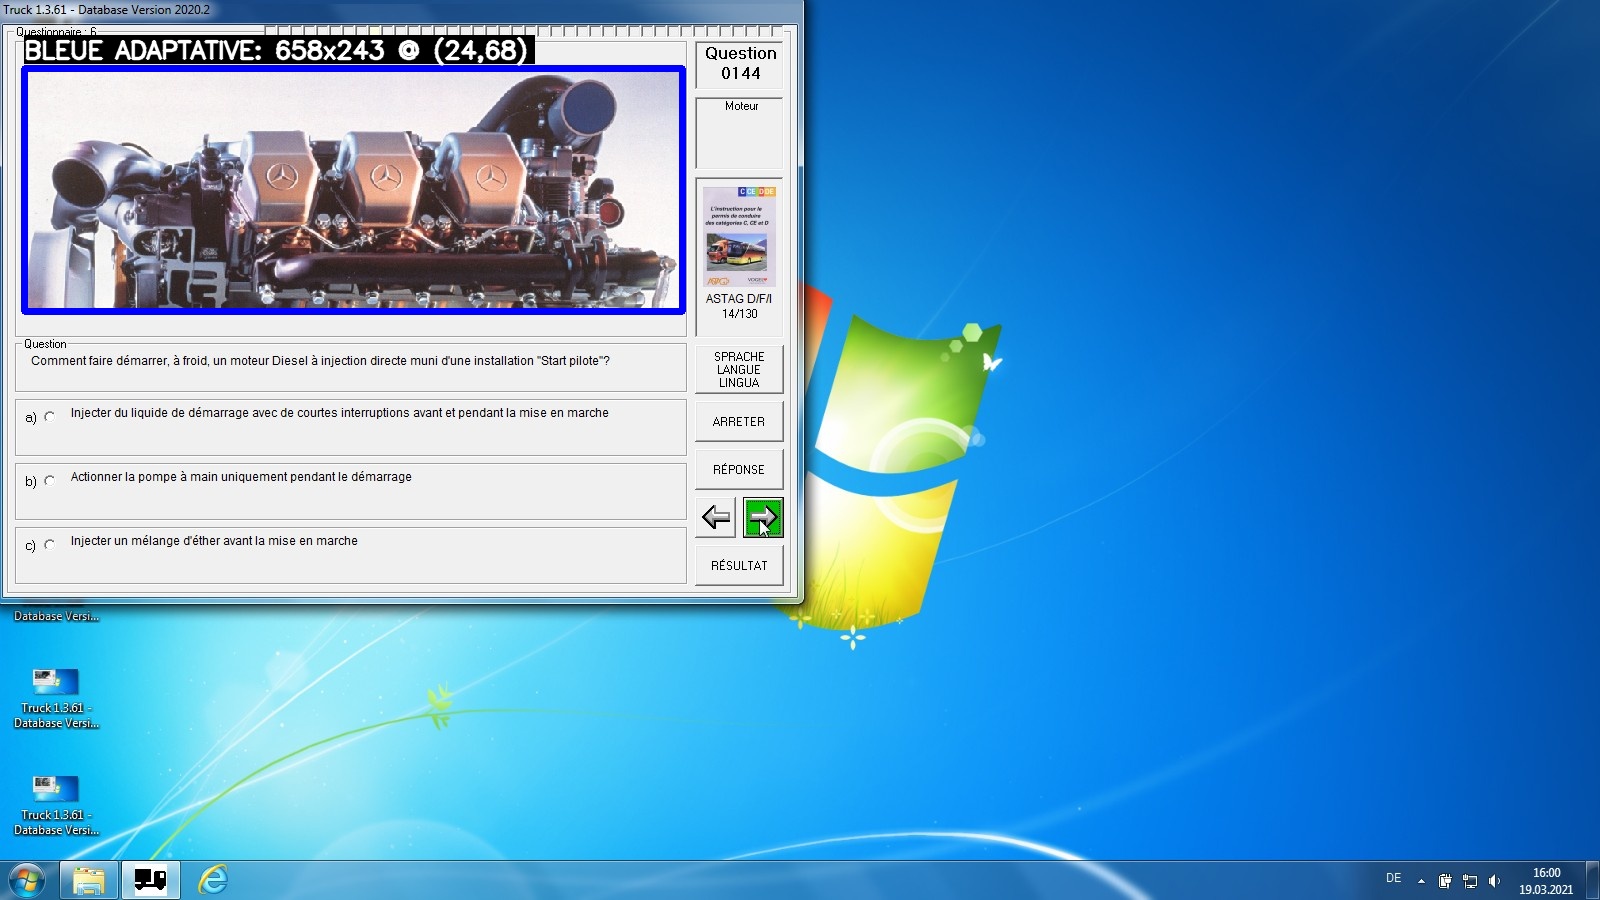 Truck 1.3.61 - Database Version 2020.2
Questionnaire : 6
BLEUE ADAPTATIVE: 658x243 @ (24,68)
Question
0144
Moteur
C CE D DE
L'instruction pour le
permis de conduire
des catégories C, CE et D
ASTAG D/F/I
14/130
Question
Comment faire démarrer, à froid, un moteur Diesel à injection directe muni d'une installation "Start pilote"?
a) Injecter du liquide de démarrage avec de courtes interruptions avant et pendant la mise en marche
b) Actionner la pompe à main uniquement pendant le démarrage
c) Injecter un mélange d'éther avant la mise en marche
SPRACHE
LANGUE
LINGUA
ARRETER
RÉPONSE
RÉSULTAT
Database Versi...
Truck 1.3.61 -
Database Versi...
Truck 1.3.61 -
Database Versi...
DE
16:00
19.03.2021